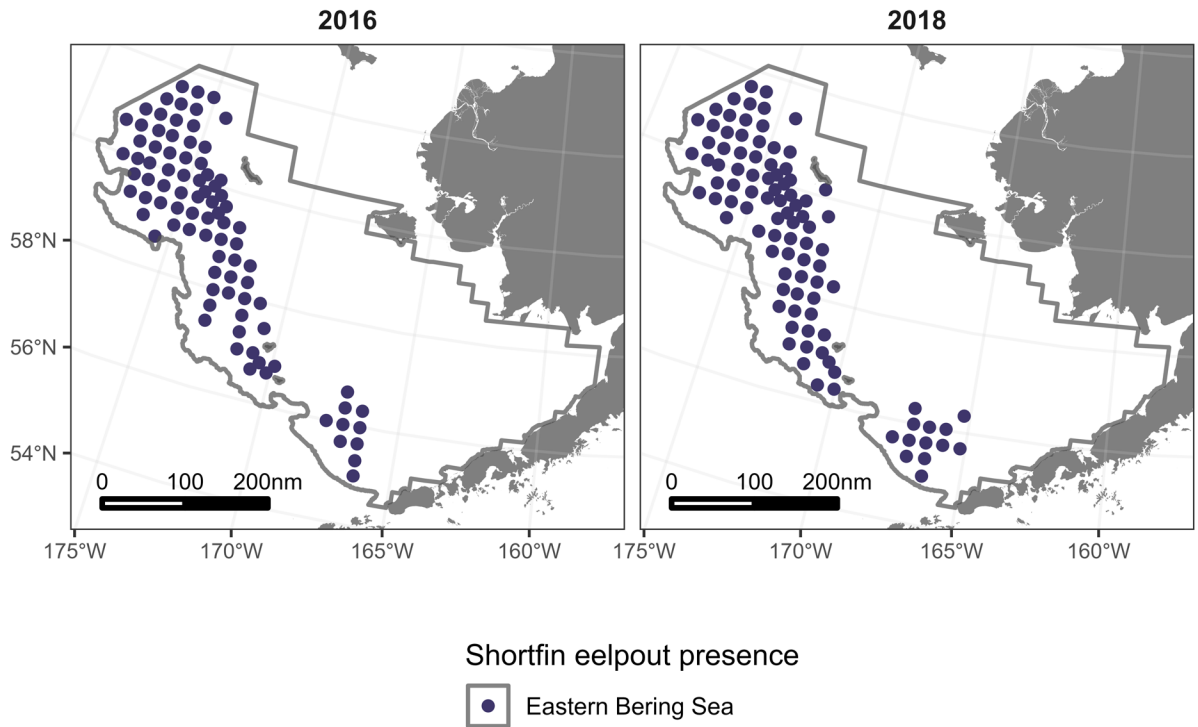 2016
2018
58°N
56°N
54°N
0 100 200nm
0 100 200nm
175°W 170°W 165°W 160°W 175°W 170°W 165°W 160°W
Shortfin eelpout presence
Eastern Bering Sea